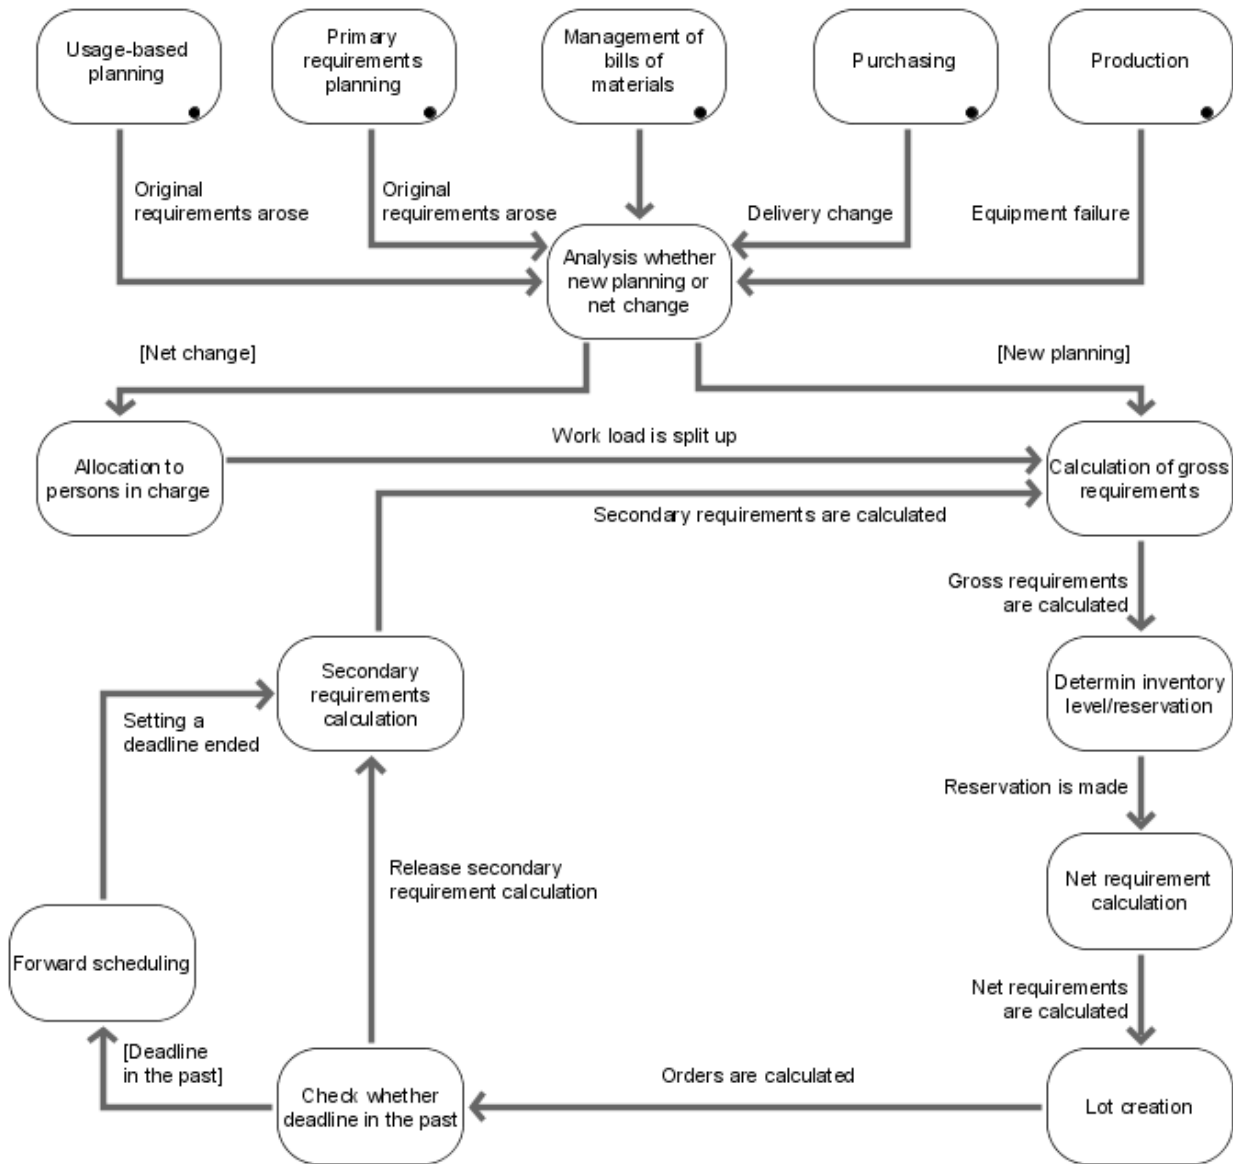 Usage-based
planning
Primary
requirements
planning
Management of
bills of
materials
Purchasing
Production
Original
requirements arose
Original
requirements arose
Delivery change
Equipment failure
Analysis whether
new planning or
net change
[Net change]
[New planning]
Allocation to
persons in charge
Work load is split up
Calculation of gross
requirements
Secondary requirements are calculated
Gross requirements
are calculated
Secondary
requirements
calculation
Determin inventory
level/reservation
Setting a
deadline ended
Reservation is made
Release secondary
requirement calculation
Net requirement
calculation
Forward scheduling
Net requirements
are calculated
[Deadline
in the past]
Check whether
deadline in the past
Orders are calculated
Lot creation